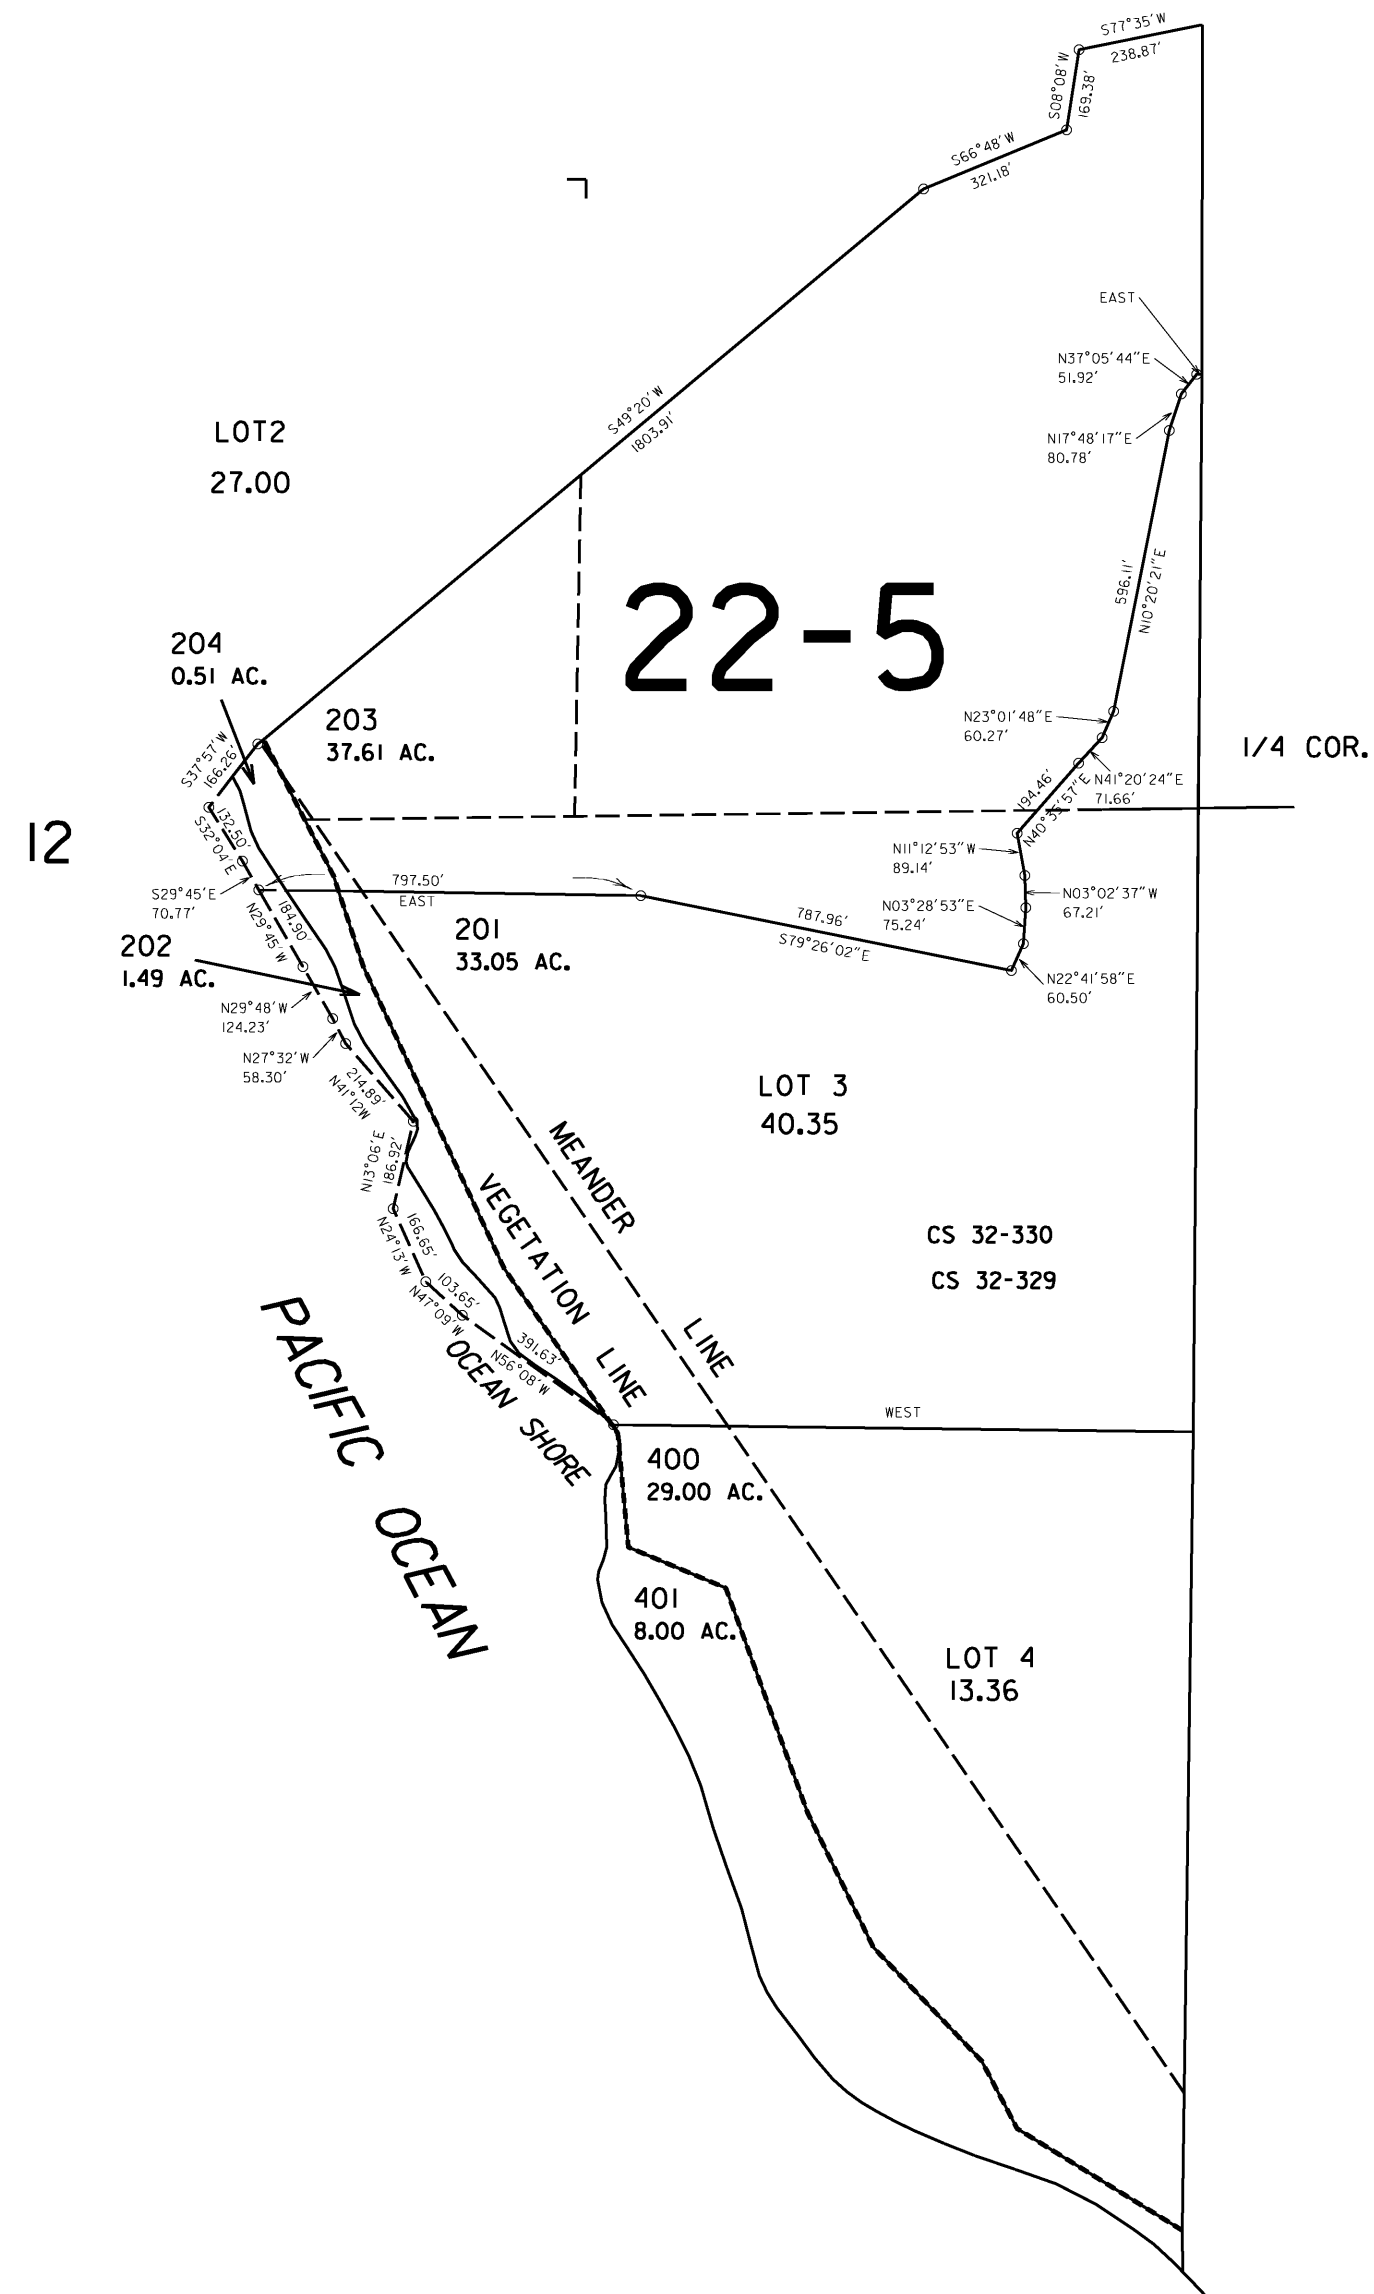 S77°35'W
238.87'
S08°08'W
169.38'
S66°48'W
321.18'
EAST
N37°05'44"E
51.92'
S49°20'W
1803.91'
N17°48'17"E
80.78'
LOT2
27.00
22-5
596.11'
N10°20'21"E
204
0.51 AC.
203
37.61 AC.
N23°01'48"E
60.27'
1/4 COR.
S37°57'W
166.26'
N41°20'24"E
71.66'
194.46'
N40°35'57"E
12
132.50'
S32°04'E
N11°12'53"W
89.14'
S29°45'E
70.77'
797.50'
EAST
N03°02'37"W
67.21'
N03°28'53"E
75.24'
184.90'
N29°45'W
787.96'
S79°26'02"E
201
33.05 AC.
202
1.49 AC.
N22°41'58"E
60.50'
N29°48'W
124.23'
N27°32'W
58.30'
214.89'
N41°12W
LOT 3
40.35
N13°06'E
186.92'
MEANDER
LINE
VEGETATION
LINE
166.65'
N24°13'W
CS 32-330
CS 32-329
103.65'
N47°09'W
391.63'
N56°08'W
OCEAN SHORE
PACIFIC OCEAN
WEST
400
29.00 AC.
401
8.00 AC.
LOT 4
13.36